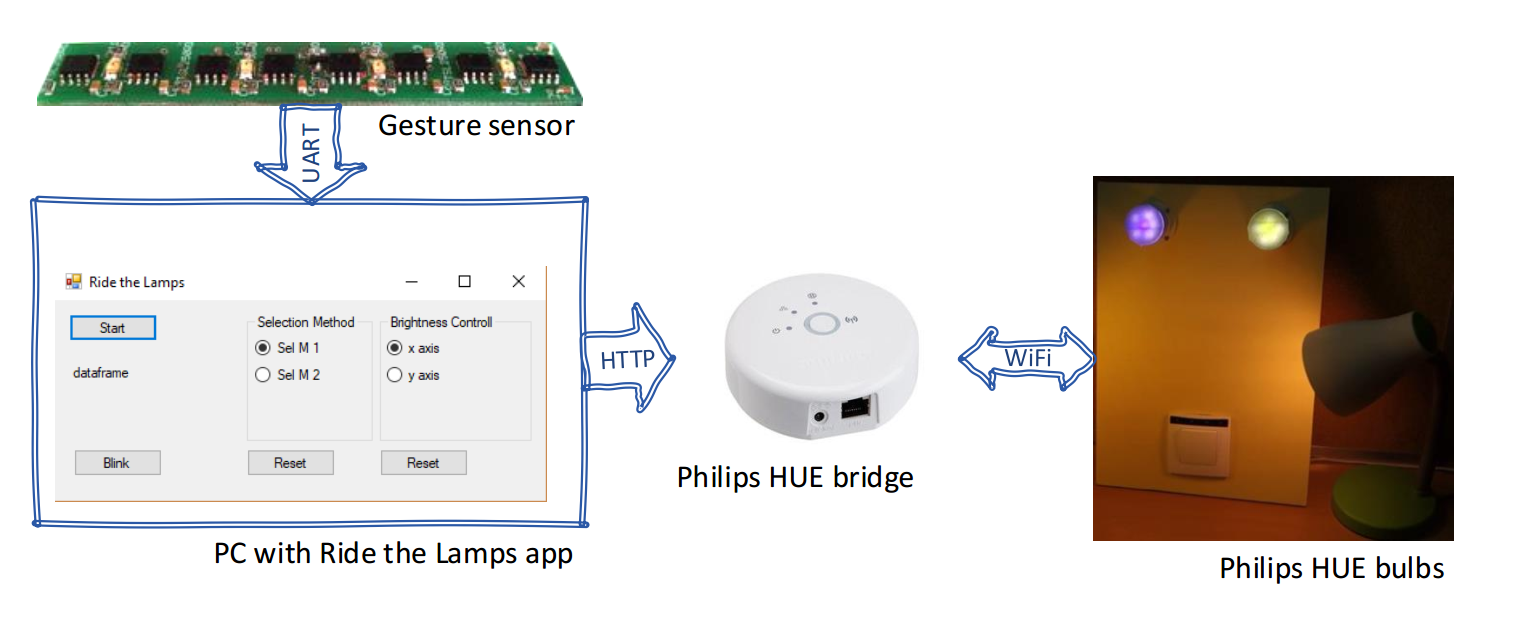 Gesture sensor
UART
Ride the Lamps
Start
Selection Method
Brightness Controll
Sel M 1
x axis
dataframe
Sel M 2
y axis
Blink
Reset
Reset
HTTP
WiFi
Philips HUE bridge
PC with Ride the Lamps app
Philips HUE bulbs